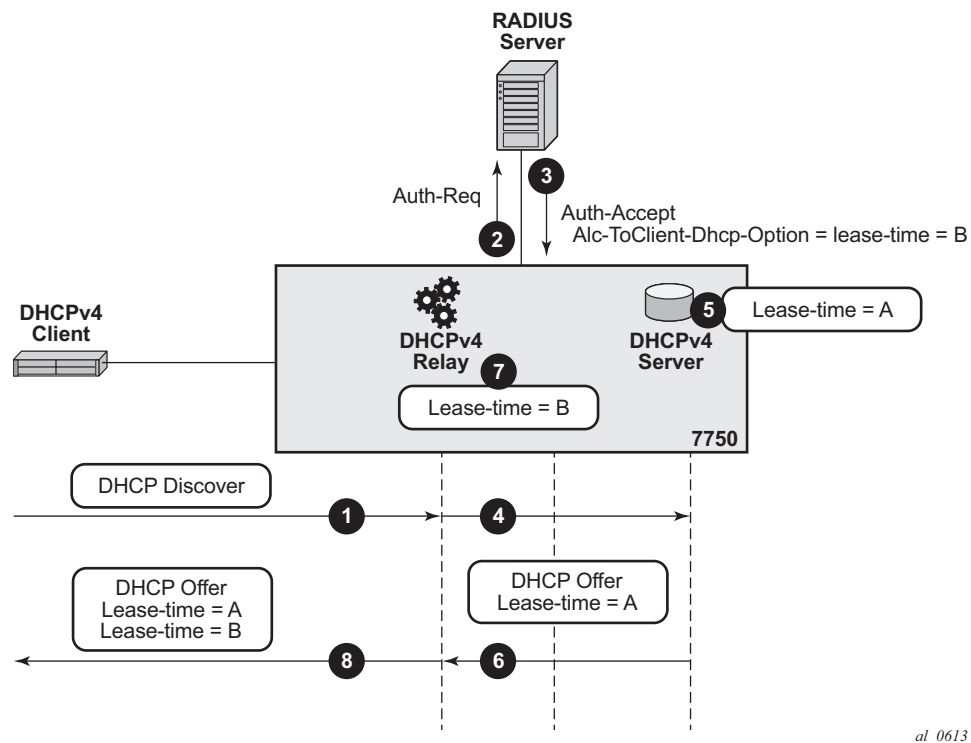 RADIUS
Server
3
Auth-Req
Auth-Accept
Alc-ToClient-Dhcp-Option = lease-time = B
2
DHCPv4
Client
DHCPv4
Relay
DHCPv4
Server
5
Lease-time = A
7
Lease-time = B
7750
DHCP Discover
1
4
DHCP Offer
Lease-time = A
Lease-time = B
DHCP Offer
Lease-time = A
8
6
al_0613